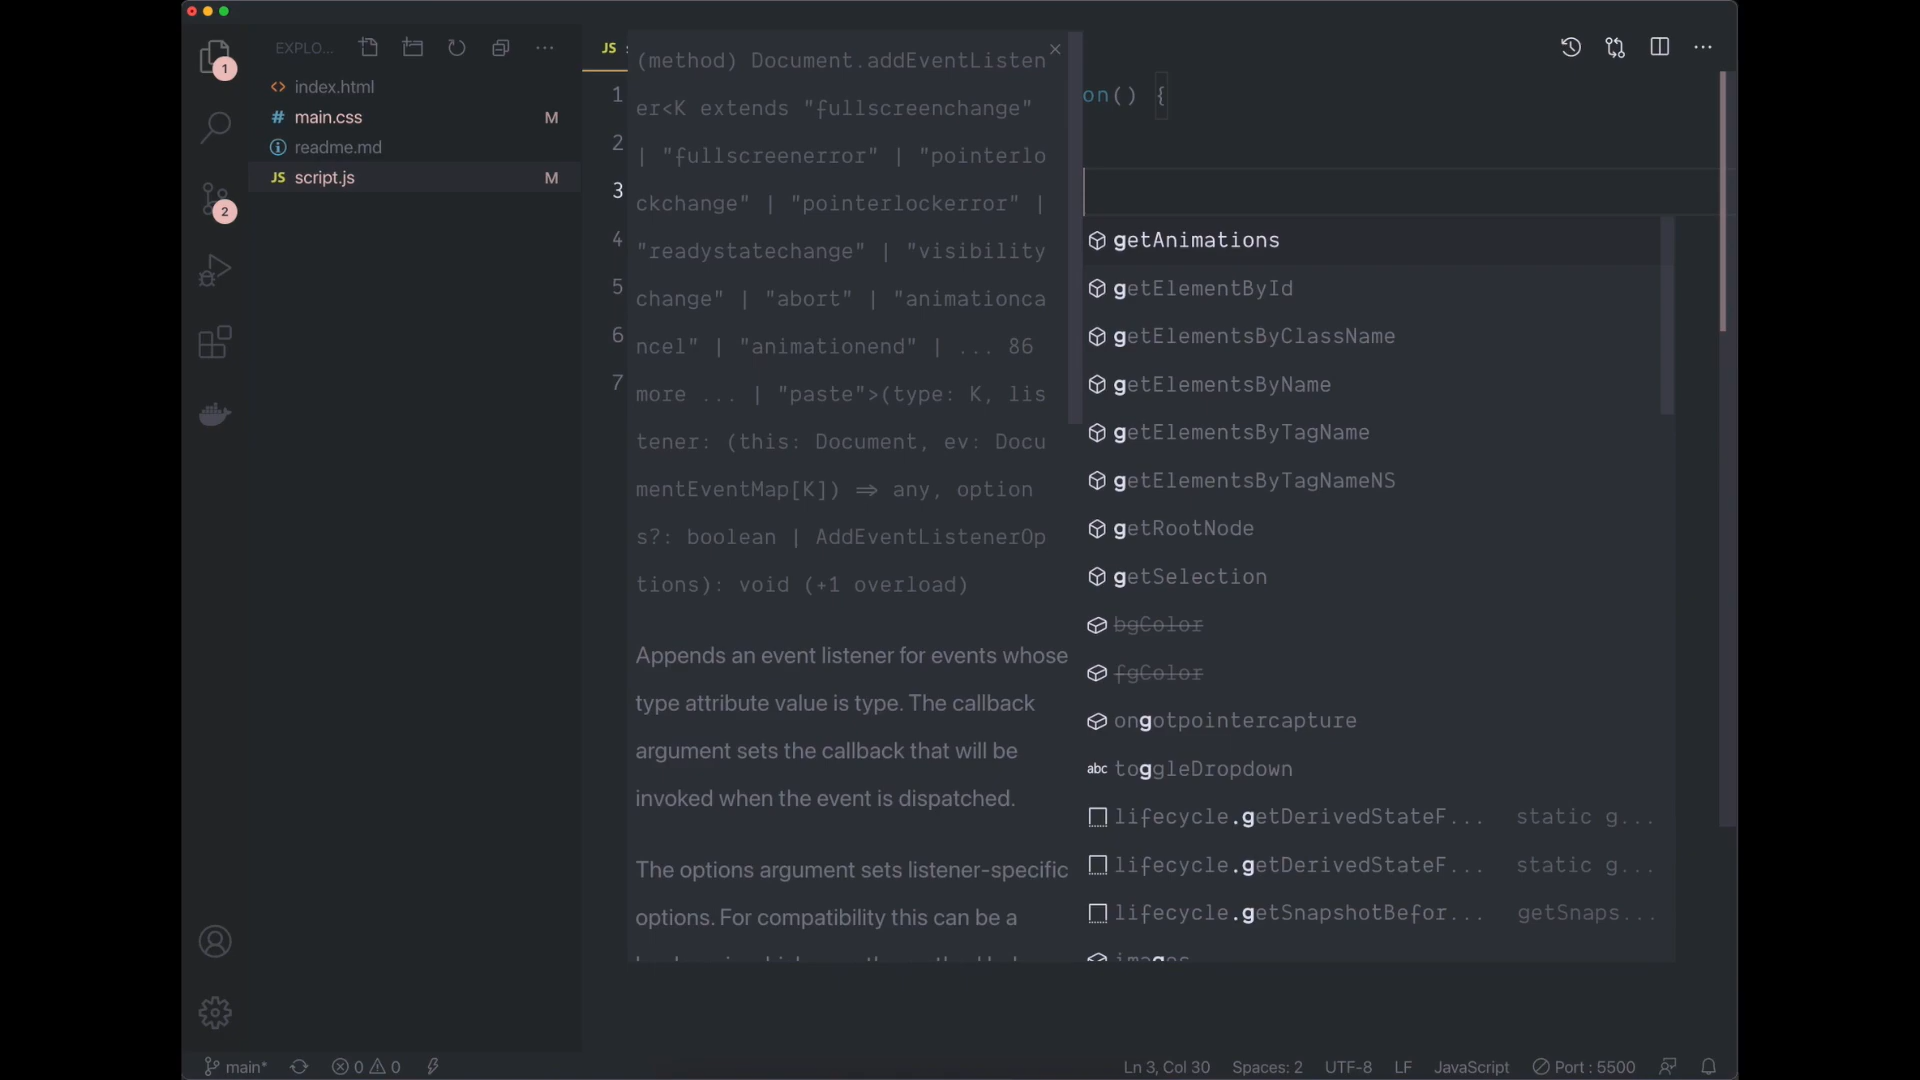 1
2
EXPLO...
index.html
main.css M
readme.md
JS script.js M
JS
1
2
3
4
5
6
7
(method) Document.addEventListen
er<K extends "fullscreenchange"
| "fullscreenerror" | "pointerlo
ckchange" | "pointerlockerror" |
"readystatechange" | "visibility
change" | "abort" | "animationca
ncel" | "animationend" | ... 86
more ... | "paste">(type: K, lis
tener: (this: Document, ev: Docu
mentEventMap[K]) => any, option
s?: boolean | AddEventListenerOp
tions): void (+1 overload)
Appends an event listener for events whose
type attribute value is type. The callback
argument sets the callback that will be
invoked when the event is dispatched.
The options argument sets listener-specific
options. For compatibility this can be a
on() {
getAnimations
getElementById
getElementsByClassName
getElementsByName
getElementsByTagName
getElementsByTagNameNS
getRootNode
getSelection
bgColor
fgColor
ongotpointercapture
abc toggleDropdown
lifecycle.getDerivedStateF... static g...
lifecycle.getDerivedStateF... static g...
lifecycle.getSnapshotBefor... getSnaps...
images
main* 0 0 Ln 3, Col 30 Spaces: 2 UTF-8 LF JavaScript Port : 5500